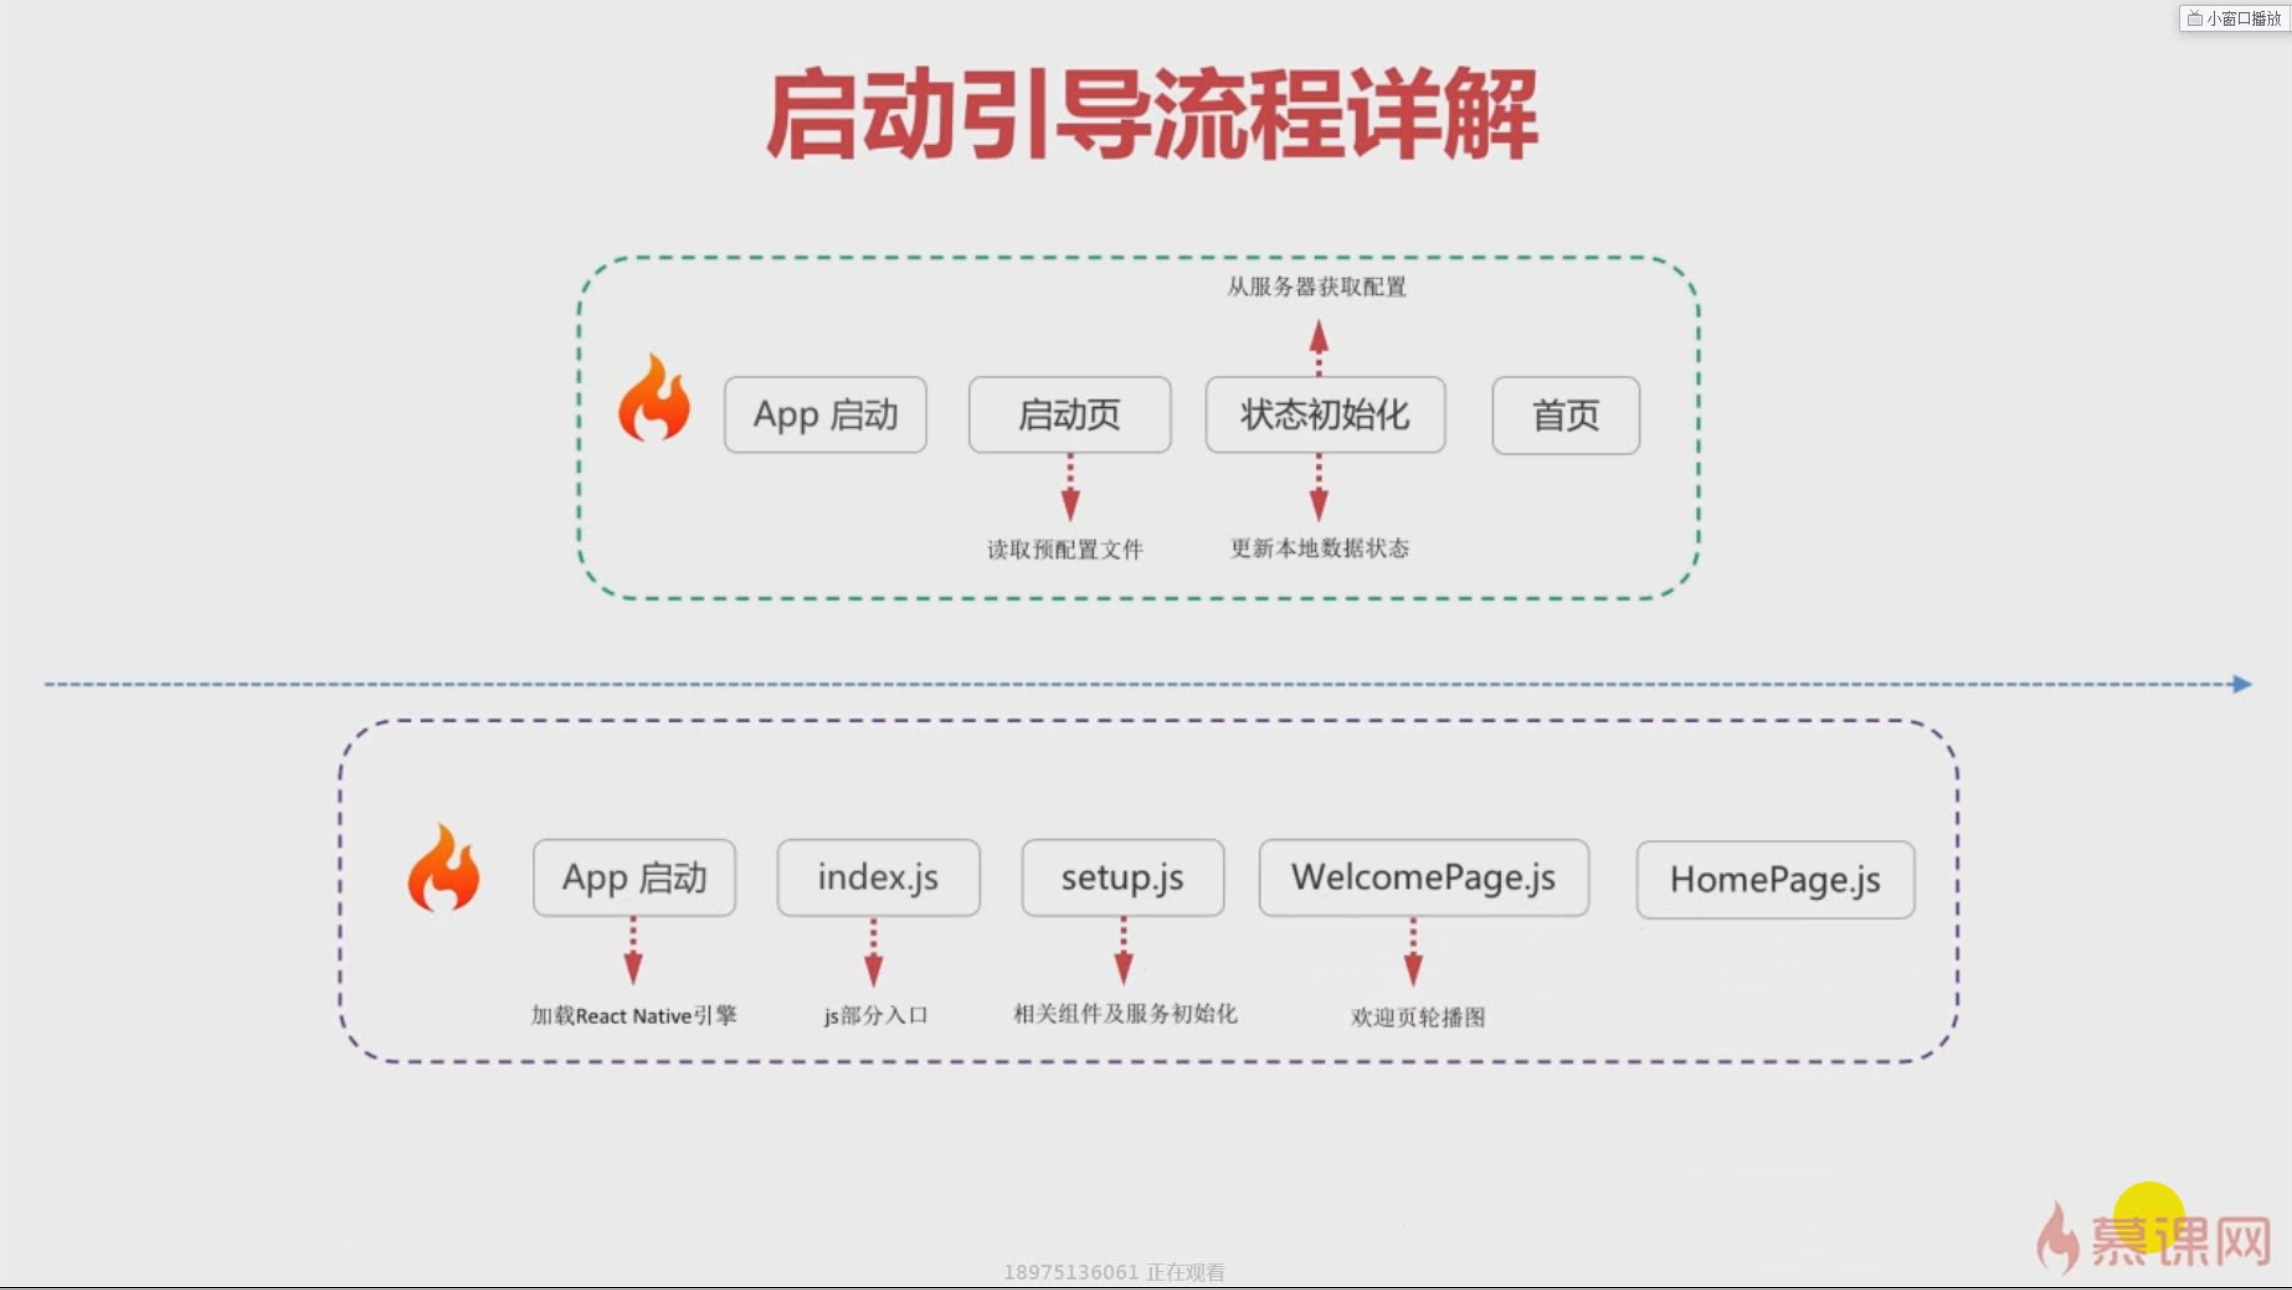 小窗口播放
启动引导流程详解
从服务器获取配置
App 启动
启动页
状态初始化
首页
读取预配置文件
更新本地数据状态
App 启动
index.js
setup.js
WelcomePage.js
HomePage.js
加载React Native引擎
js部分入口
相关组件及服务初始化
欢迎页轮播图
慕课网
18975136061 正在观看